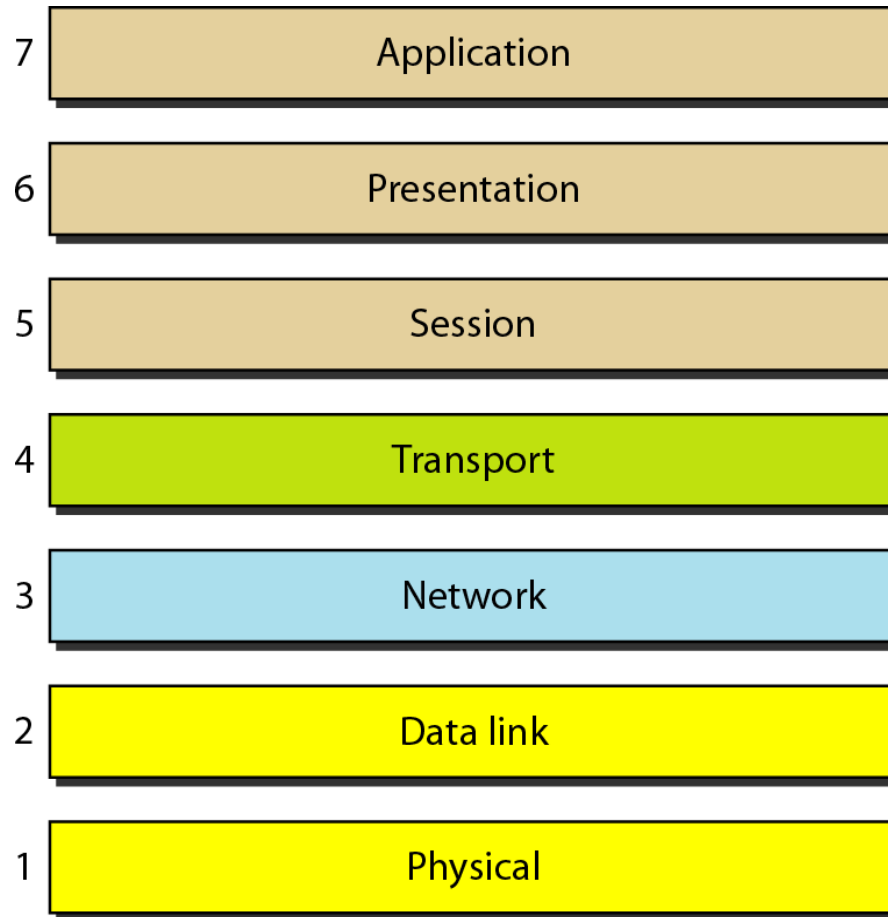 7 Application
6 Presentation
5 Session
4 Transport
3 Network
2 Data link
1 Physical